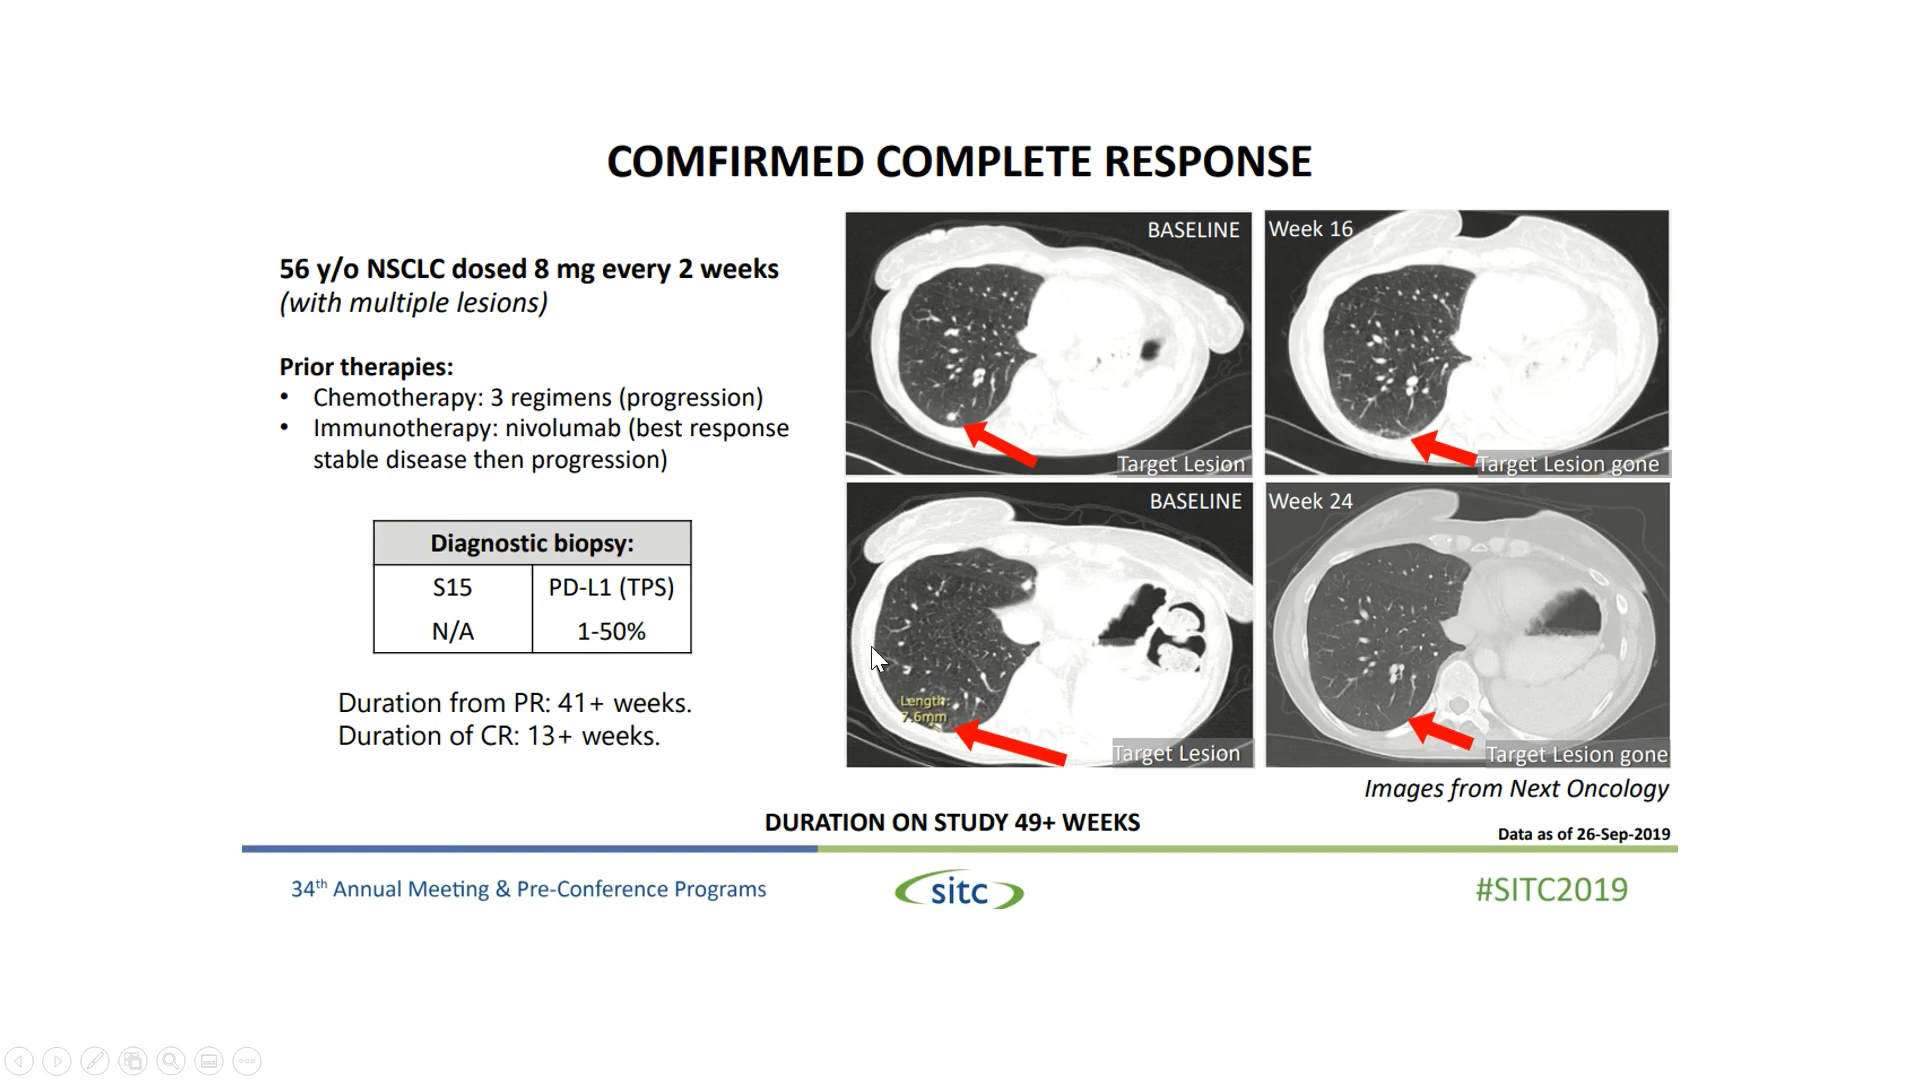 COMFIRMED COMPLETE RESPONSE
56 y/o NSCLC dosed 8 mg every 2 weeks
(with multiple lesions)
Prior therapies:
• Chemotherapy: 3 regimens (progression)
• Immunotherapy: nivolumab (best response
stable disease then progression)
Diagnostic biopsy:
S15 PD-L1 (TPS)
N/A 1-50%
Duration from PR: 41+ weeks.
Duration of CR: 13+ weeks.
BASELINE
Target Lesion
Week 16
Target Lesion gone
BASELINE
Length:
7.6mm
Target Lesion
Week 24
Target Lesion gone
Images from Next Oncology
DURATION ON STUDY 49+ WEEKS
Data as of 26-Sep-2019
34th Annual Meeting & Pre-Conference Programs
sitc
#SITC2019